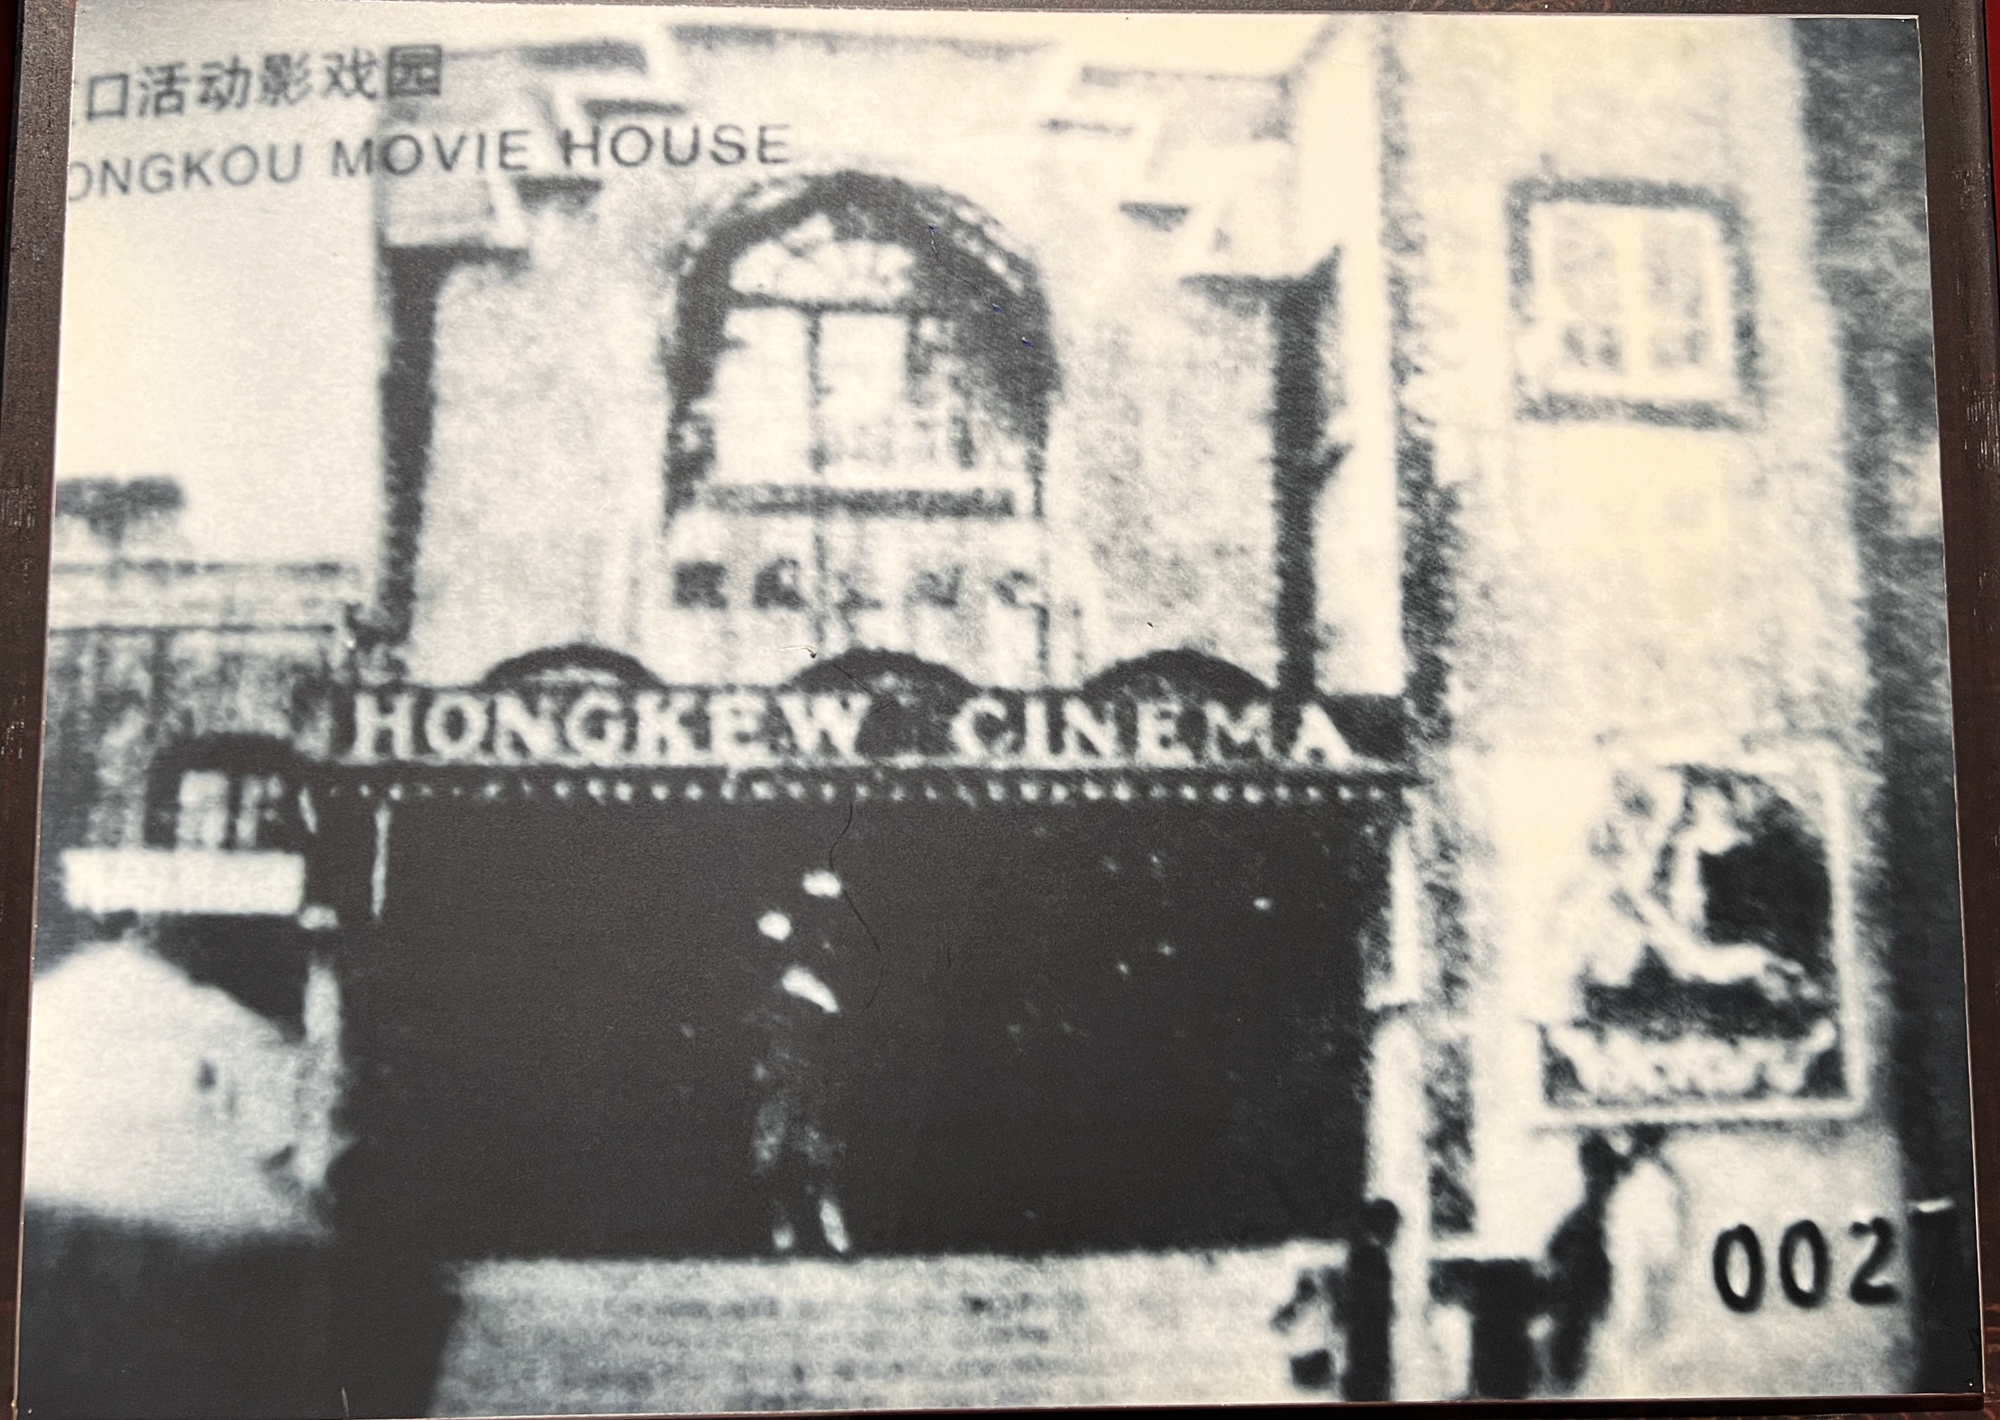 口活动影戏园
ONGKOU MOVIE HOUSE
HONGKEW CINEMA
002